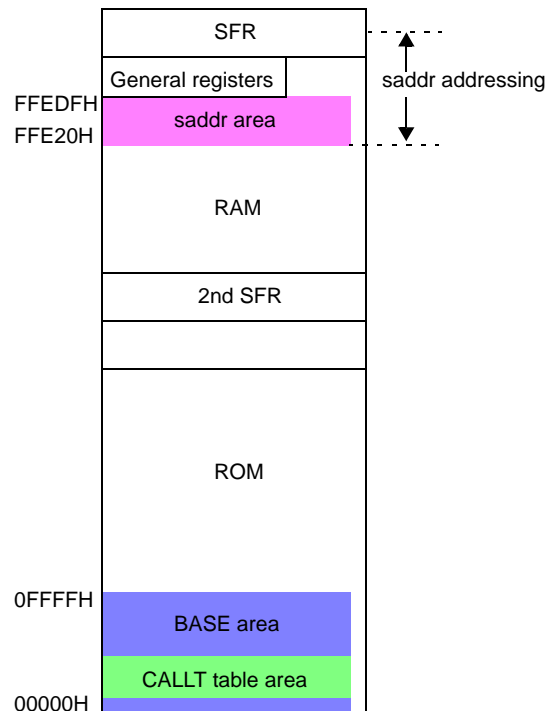 SFR
General registers
saddr addressing
FFEDFH
saddr area
FFE20H
RAM
2nd SFR
ROM
0FFFFH
BASE area
CALLT table area
00000H